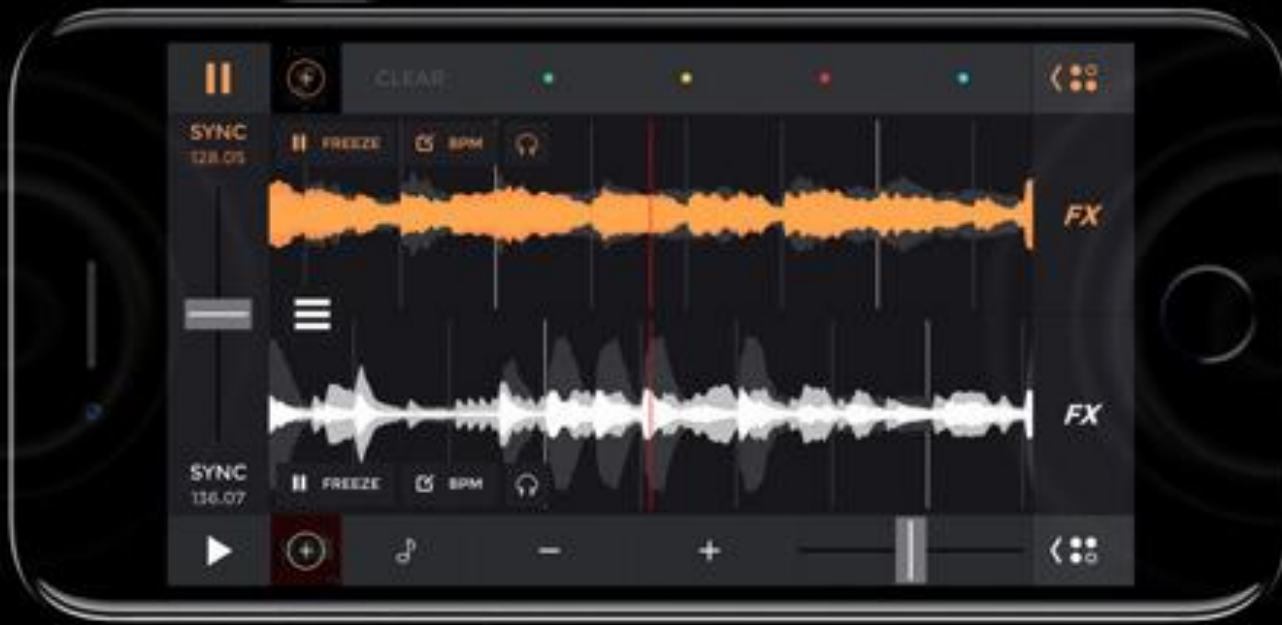 CLEAR
SYNC
128.05
FREEZE BPM
FX
FX
SYNC
136.07
FREEZE BPM